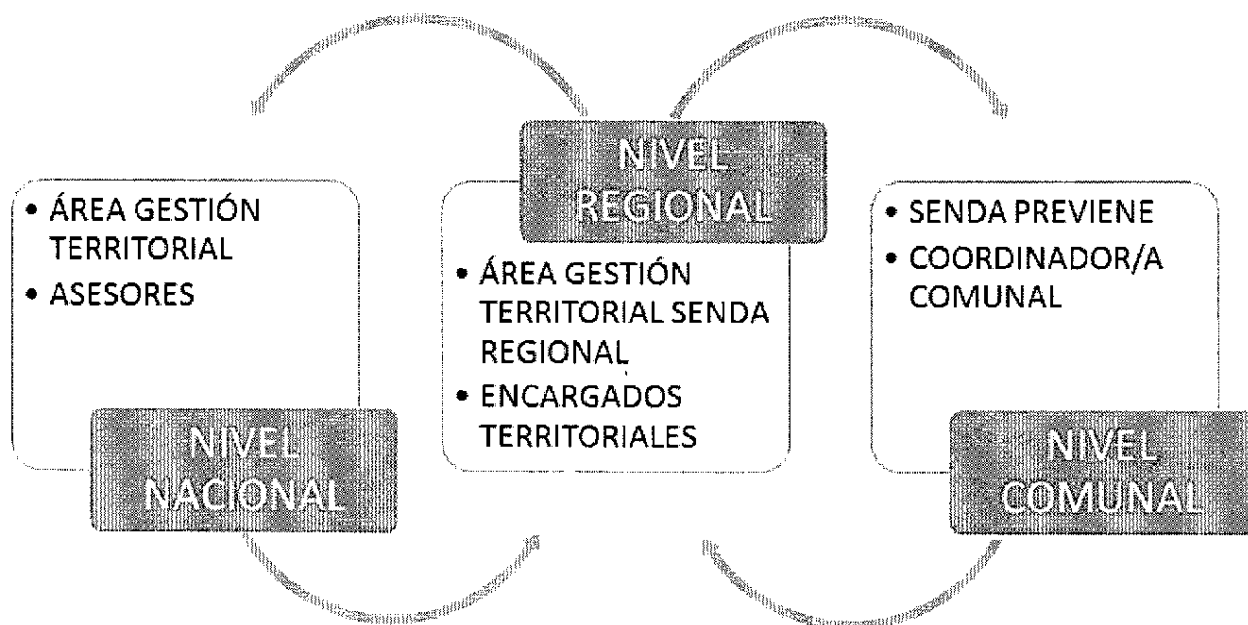 • ÁREA GESTIÓN
TERRITORIAL
• ASESORES
NIVEL
NACIONAL
NIVEL
REGIONAL
• ÁREA GESTIÓN
TERRITORIAL SENDA
REGIONAL
• ENCARGADOS
TERRITORIALES
• SENDA PREVIENE
• COORDINADOR/A
COMUNAL
NIVEL
COMUNAL